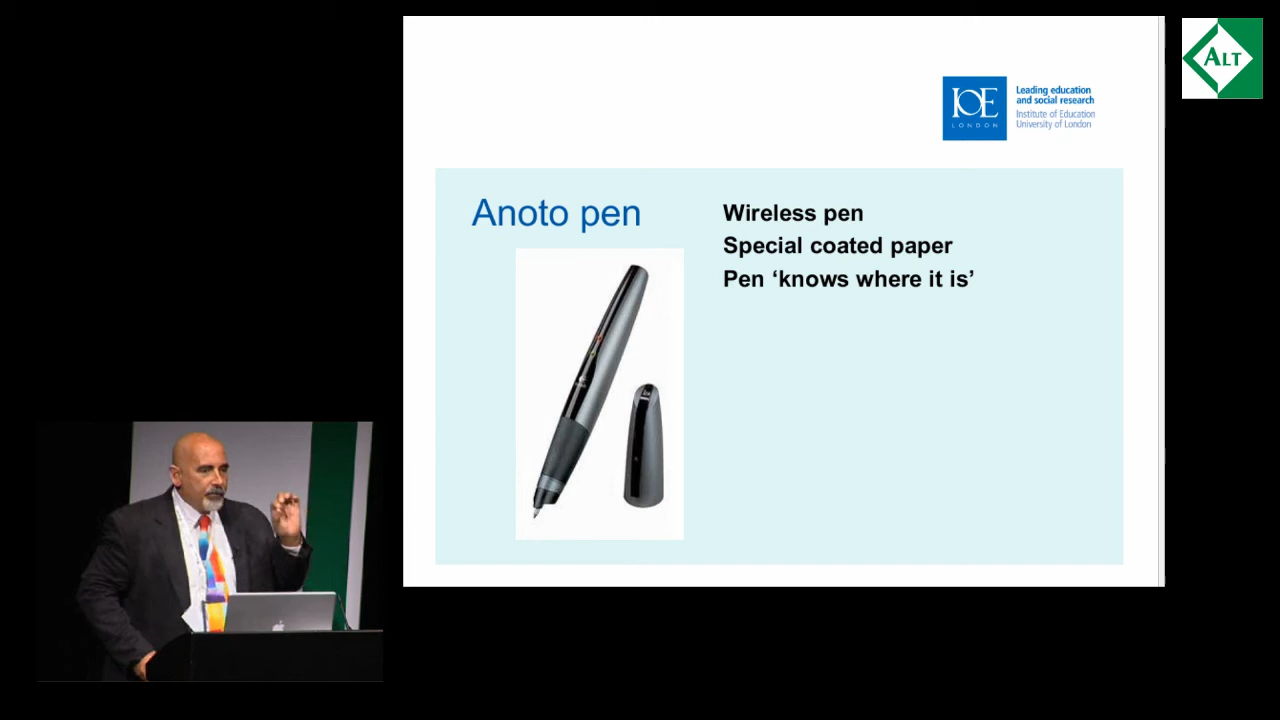 ALT
IOE
LONDON
Leading education
and social research
Institute of Education
University of London
Anoto pen
Wireless pen
Special coated paper
Pen ‘knows where it is’